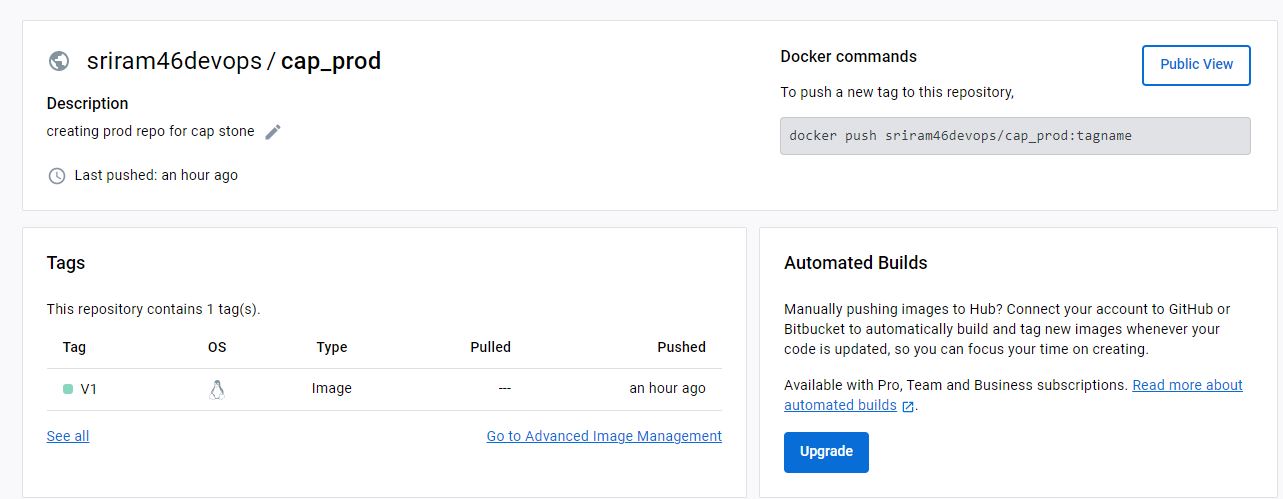 sriram46devops / cap_prod
Description
creating prod repo for cap stone
Last pushed: an hour ago
Docker commands
Public View
To push a new tag to this repository,
docker push sriram46devops/cap_prod:tagname
Tags
This repository contains 1 tag(s).
Tag OS Type Pulled Pushed
V1 Image --- an hour ago
See all Go to Advanced Image Management
Automated Builds
Manually pushing images to Hub? Connect your account to GitHub or
Bitbucket to automatically build and tag new images whenever your
code is updated, so you can focus your time on creating.
Available with Pro, Team and Business subscriptions. Read more about
automated builds .
Upgrade